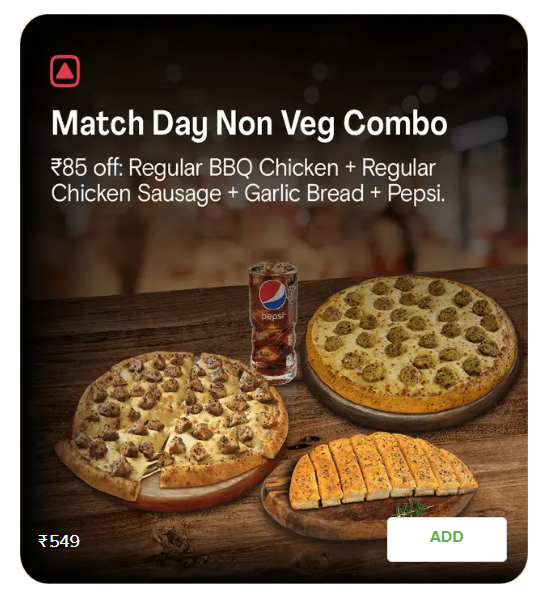 Match Day Non Veg Combo
₹85 off: Regular BBQ Chicken + Regular
Chicken Sausage + Garlic Bread + Pepsi.
pepsi
₹549
ADD